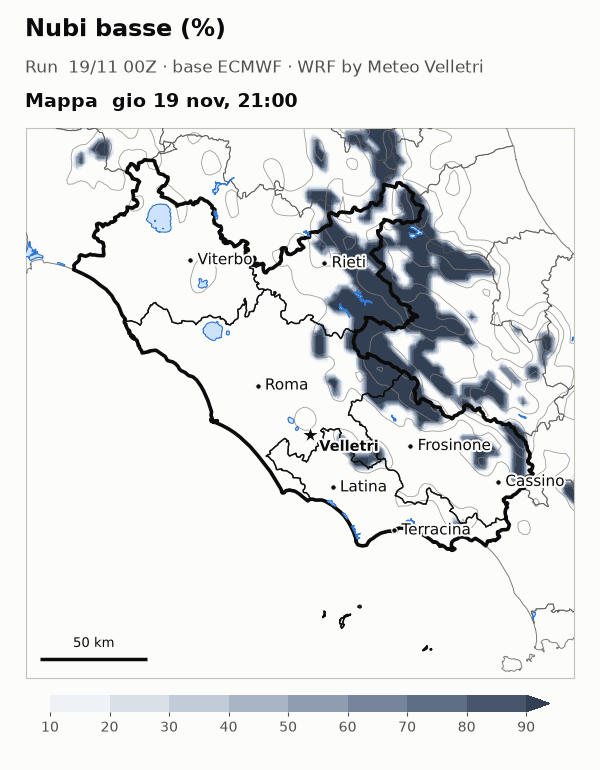 Nubi basse (%)
Run  19/11 00Z · base ECMWF · WRF by Meteo Velletri
Mappa  gio 19 nov, 21:00
Viterbo
Rieti
Roma
Velletri
Frosinone
Latina
Cassino
Terracina
50 km
10 20 30 40 50 60 70 80 90